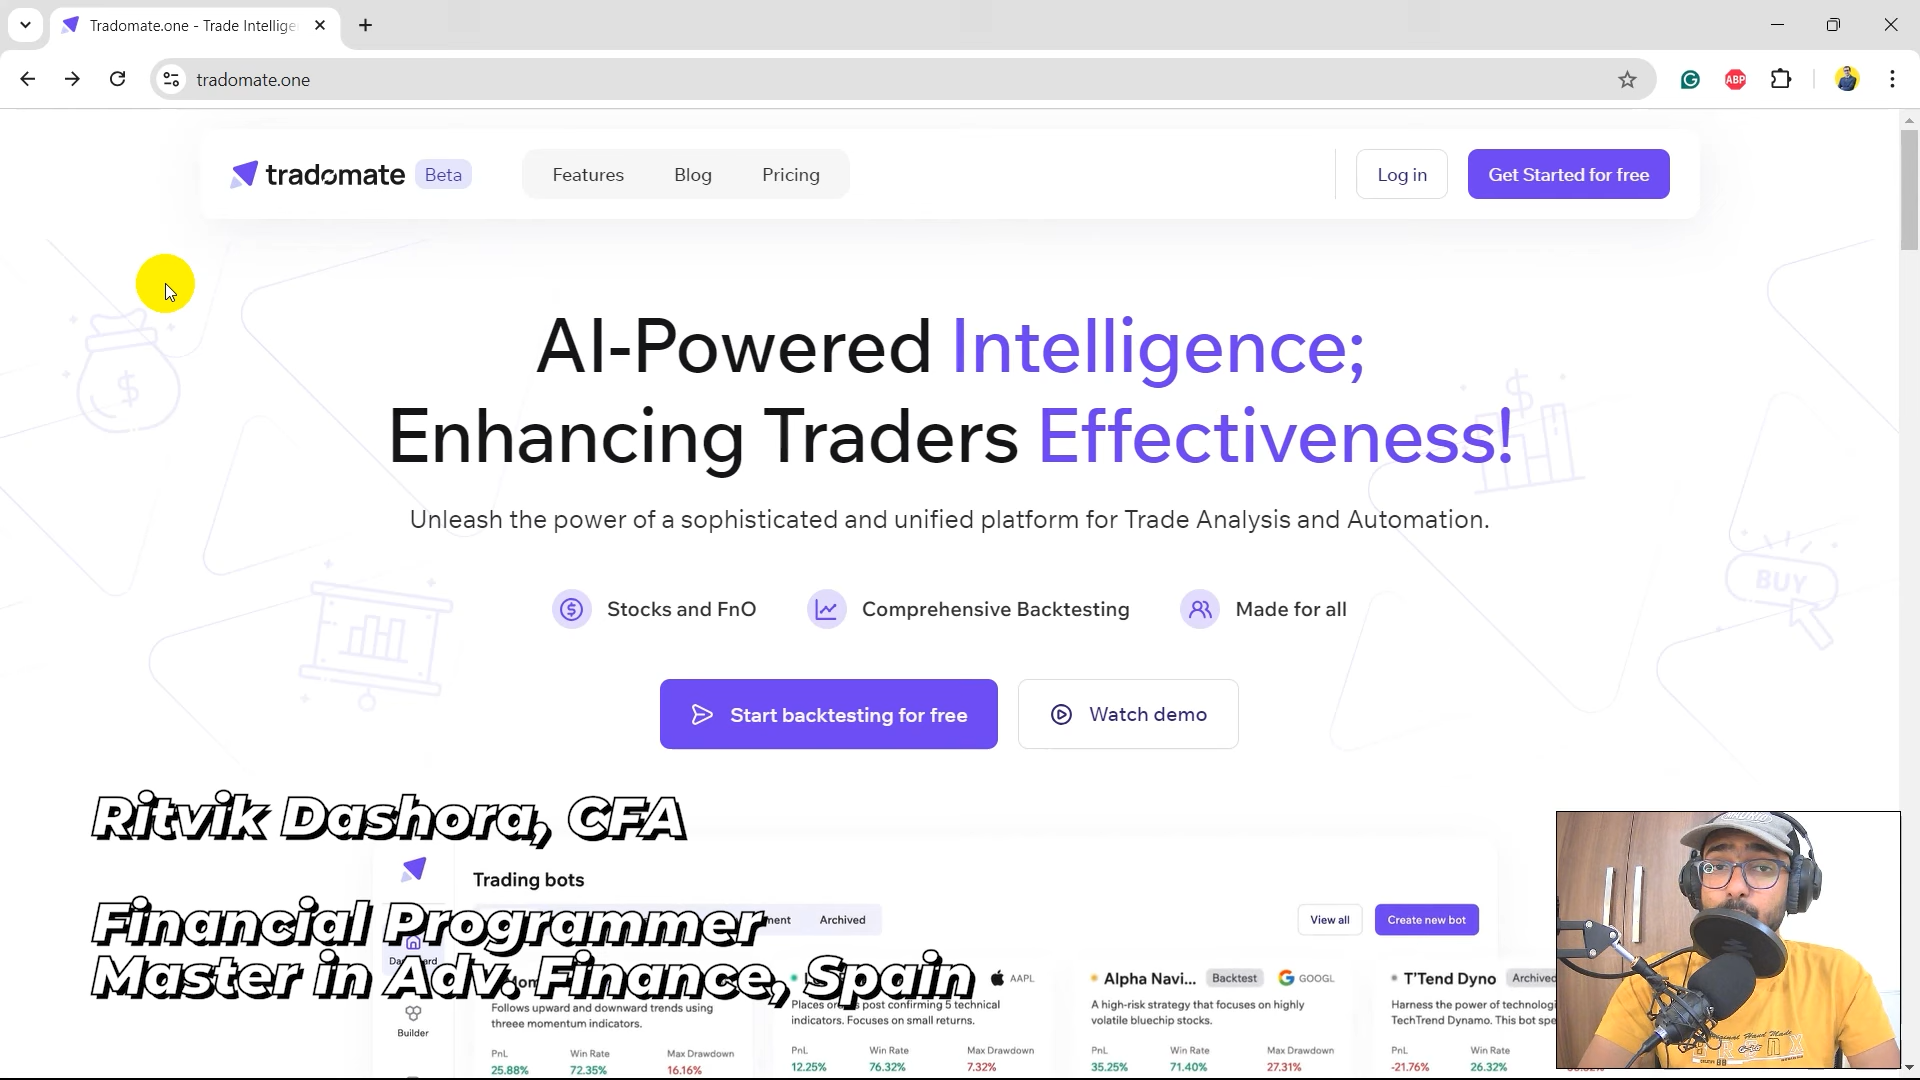 Tradomate.one - Trade Intellige
tradomate.one
ABP
tradomate Beta
Features Blog Pricing
Log in
Get Started for free
AI-Powered Intelligence;
Enhancing Traders Effectiveness!
Unleash the power of a sophisticated and unified platform for Trade Analysis and Automation.
Stocks and FnO
Comprehensive Backtesting
Made for all
BUY
Start backtesting for free
Watch demo
Ritvik Dashora, CFA
Financial Programmer
Master in Adv. Finance, Spain
Trading bots
Archived
View all
Create new bot
Builder
Follows upward and downward trends using
threee momentum indicators.
PnL Win Rate Max Drawdown
25.88% 72.35% 16.16%
AAPL
post confirming 5 technical
indicators. Focuses on small returns.
PnL Win Rate Max Drawdown
12.25% 76.32% 7.32%
Alpha Navi... Backtest GOOGL
A high-risk strategy that focuses on highly
volatile bluechip stocks.
PnL Win Rate Max Drawdown
35.25% 71.40% 27.31%
T'Tend Dyno Archived
Harness the power of technologi
TechTrend Dynamo. This bot spe
PnL Win Rate
-21.76% 26.32%